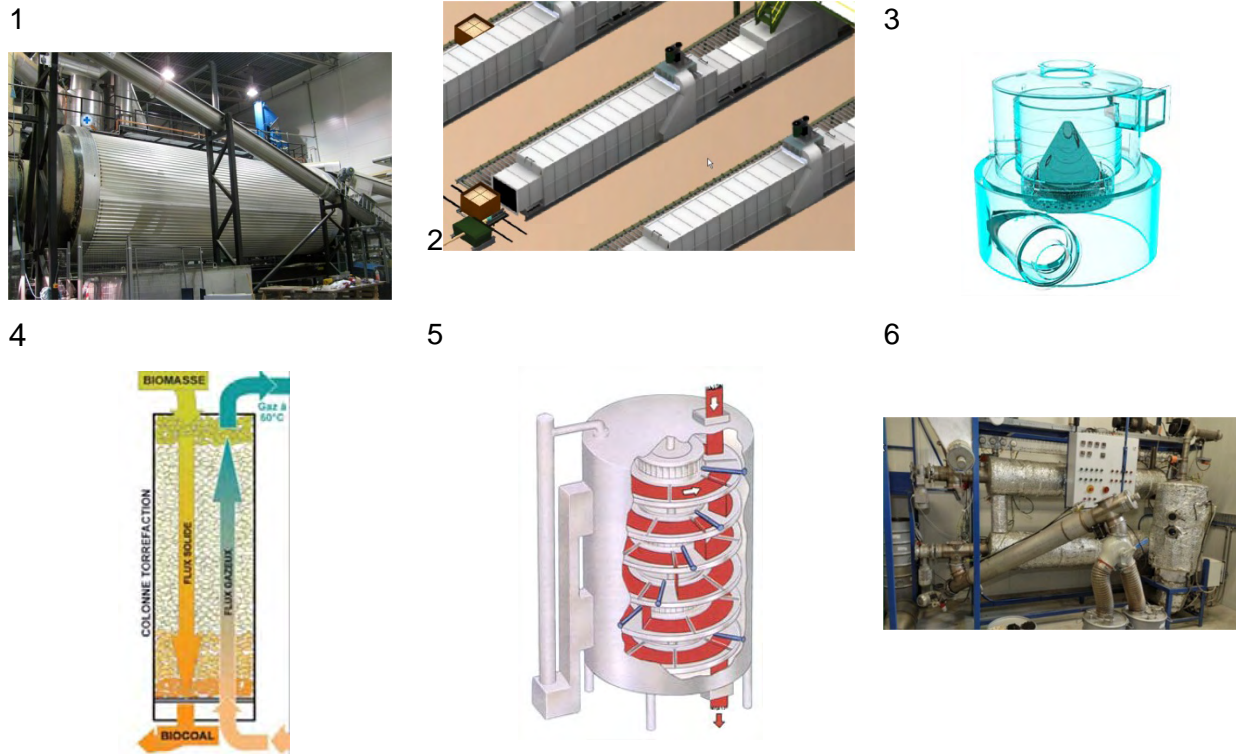 1
2
3
4
BIOMASSE
Gaz à
60°C
COLONNE TORREFACTION
FLUX SOLIDE
FLUX GAZEUX
BIOCOAL
5
6